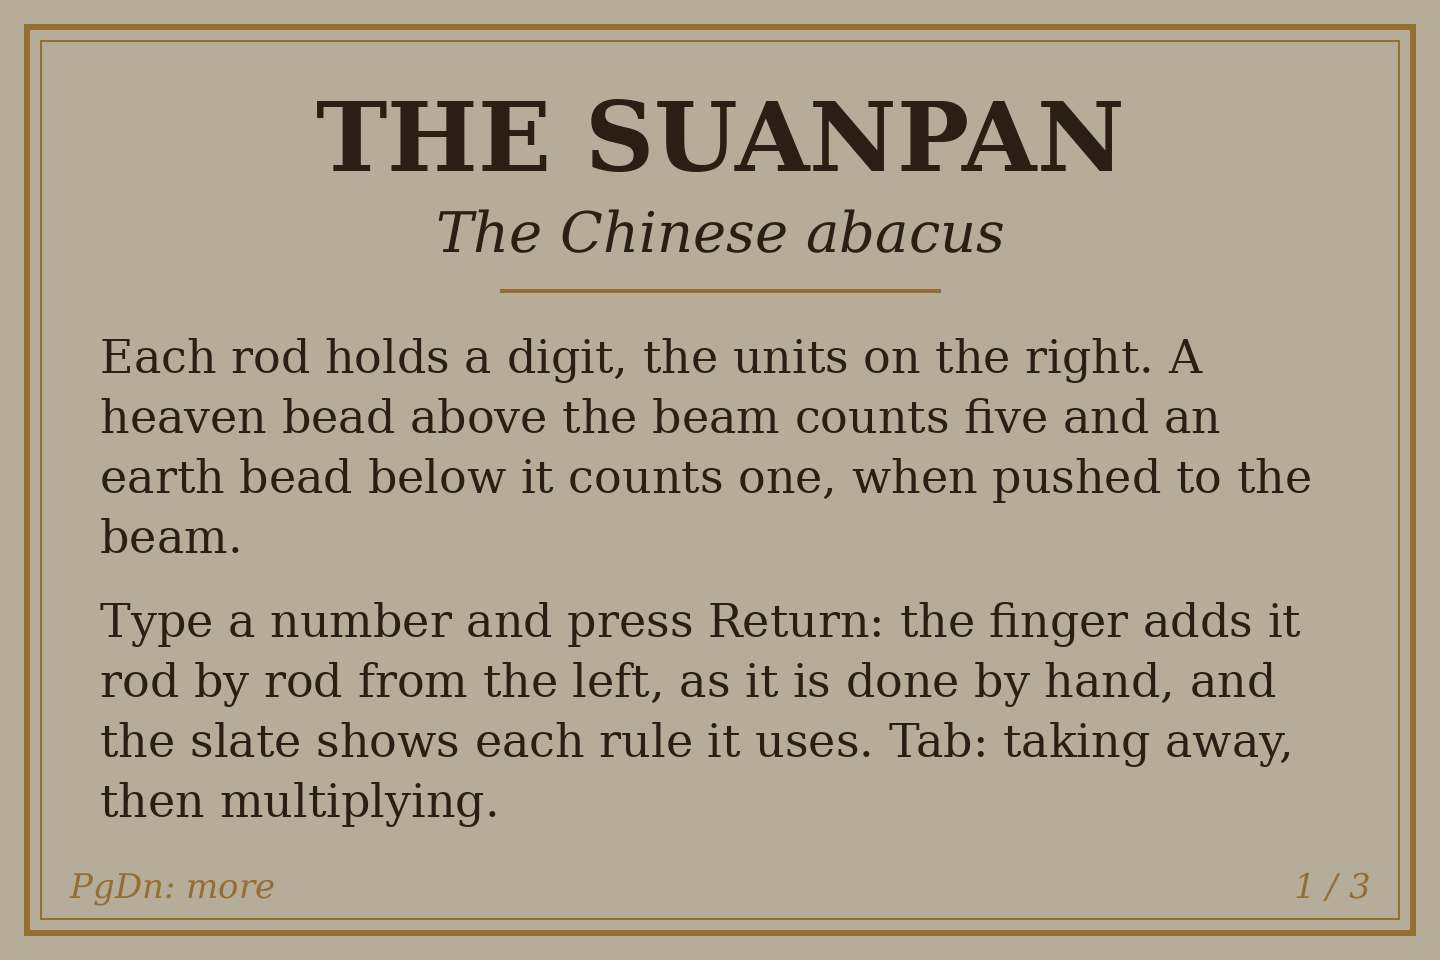 THE SUANPAN
The Chinese abacus
Each rod holds a digit, the units on the right. A
heaven bead above the beam counts five and an
earth bead below it counts one, when pushed to the
beam.
Type a number and press Return: the finger adds it
rod by rod from the left, as it is done by hand, and
the slate shows each rule it uses. Tab: taking away,
then multiplying.
PgDn: more
1 / 3